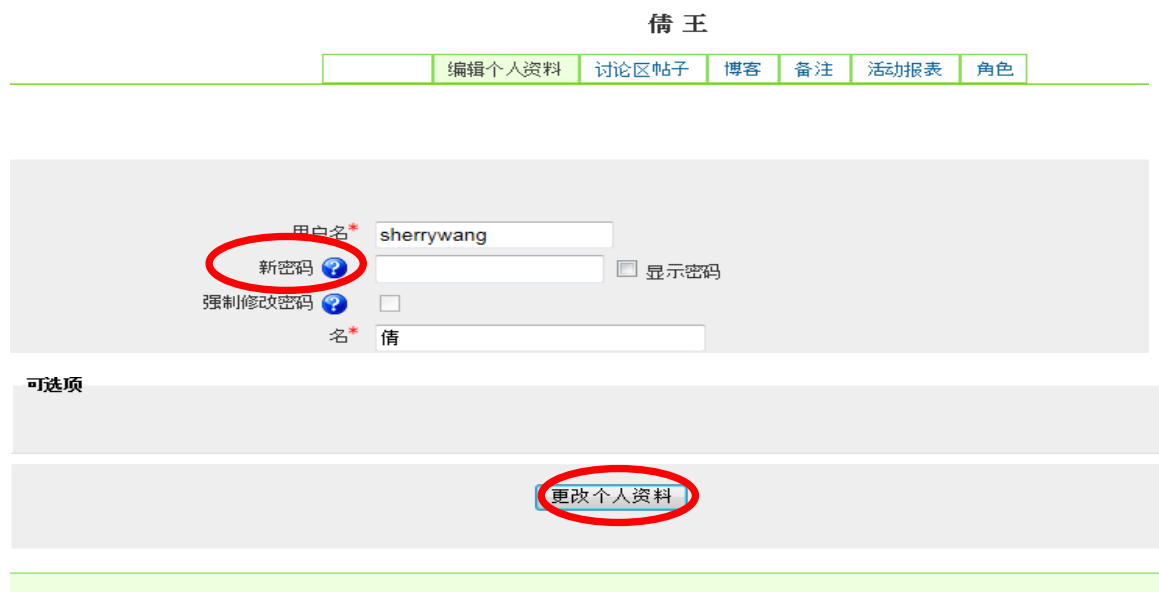 倩 王
编辑个人资料 讨论区帖子 博客 备注 活动报表 角色
用户名* sherrywang
新密码 ? 显示密码
强制修改密码 ?
名* 倩
可选项
更改个人资料